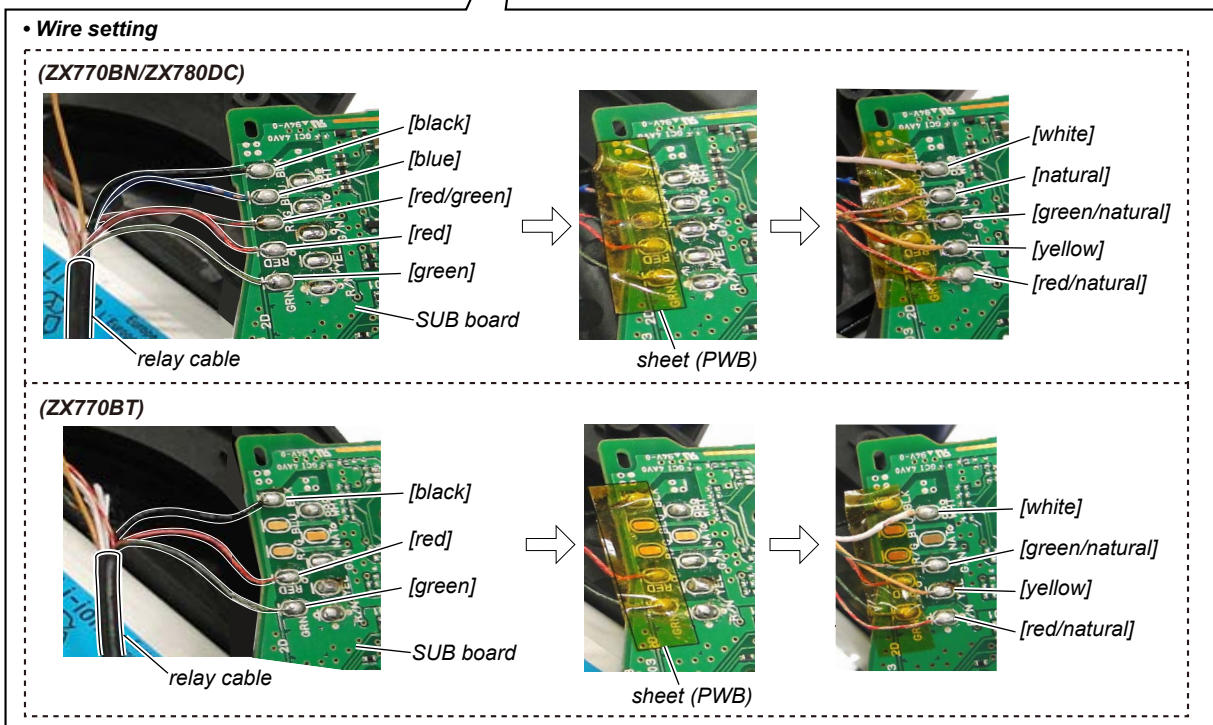 • Wire setting
(ZX770BN/ZX780DC)
[black]
[blue]
[red/green]
[red]
[green]
SUB board
relay cable
sheet (PWB)
[white]
[natural]
[green/natural]
[yellow]
[red/natural]
(ZX770BT)
[black]
[red]
[green]
SUB board
relay cable
sheet (PWB)
[white]
[green/natural]
[yellow]
[red/natural]